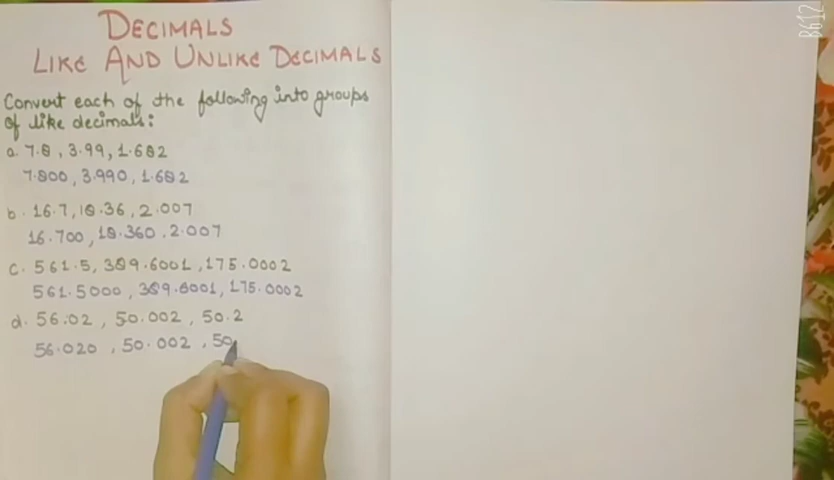 DECIMALS
LIKE AND UNLIKE DECIMALS
Convert each of the following into groups
of like decimals:
a. 7.8, 3.99, 1.682
7.800, 3.990, 1.682
b. 16.7, 18.36, 2.007
16.700, 18.360, 2.007
c. 561.5, 389.6001, 175.0002
561.5000, 389.6001, 175.0002
d. 56.02, 50.002, 50.2
56.020, 50.002, 50.
B612